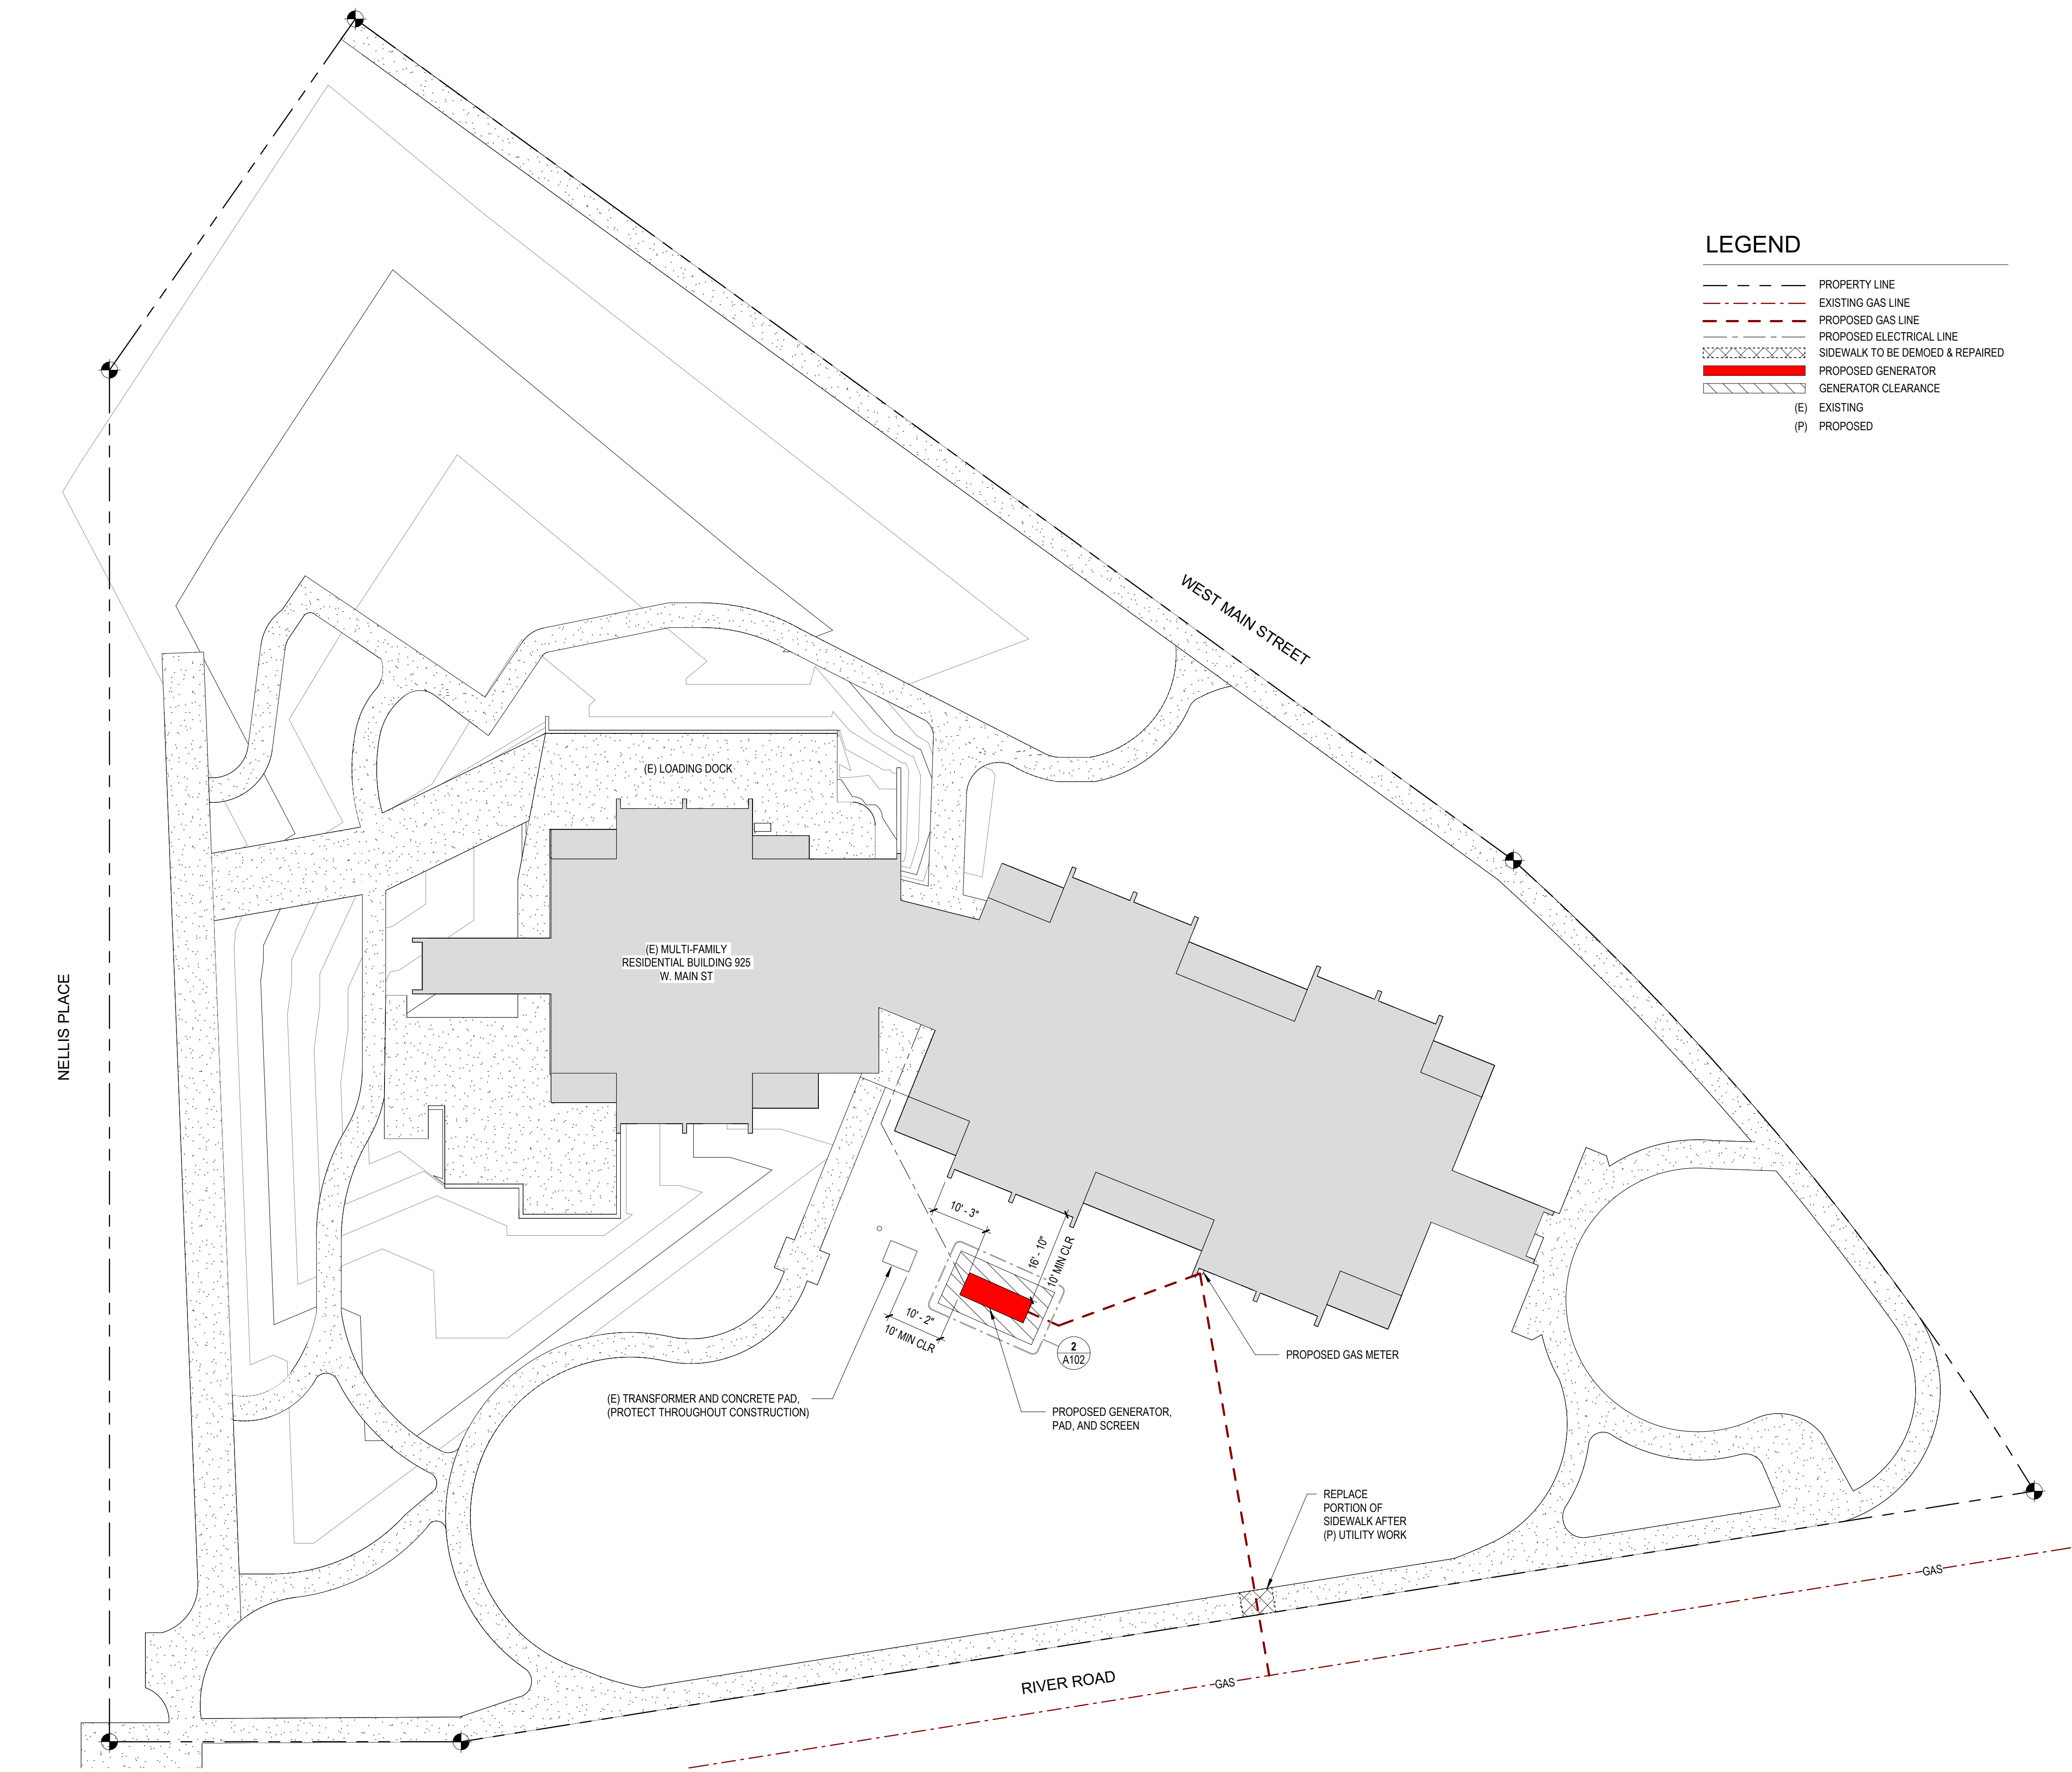 LEGEND
PROPERTY LINE
EXISTING GAS LINE
PROPOSED GAS LINE
PROPOSED ELECTRICAL LINE
SIDEWALK TO BE DEMOED & REPAIRED
PROPOSED GENERATOR
GENERATOR CLEARANCE
(E) EXISTING
(P) PROPOSED
WEST MAIN STREET
(E) LOADING DOCK
(E) MULTI-FAMILY
RESIDENTIAL BUILDING 925
W. MAIN ST
NELLIS PLACE
10' - 3"
16' - 10"
10' MIN CLR
10' - 2"
10' MIN CLR
2
A102
PROPOSED GAS METER
(E) TRANSFORMER AND CONCRETE PAD,
(PROTECT THROUGHOUT CONSTRUCTION)
PROPOSED GENERATOR,
PAD, AND SCREEN
REPLACE
PORTION OF
SIDEWALK AFTER
(P) UTILITY WORK
GAS
RIVER ROAD
GAS